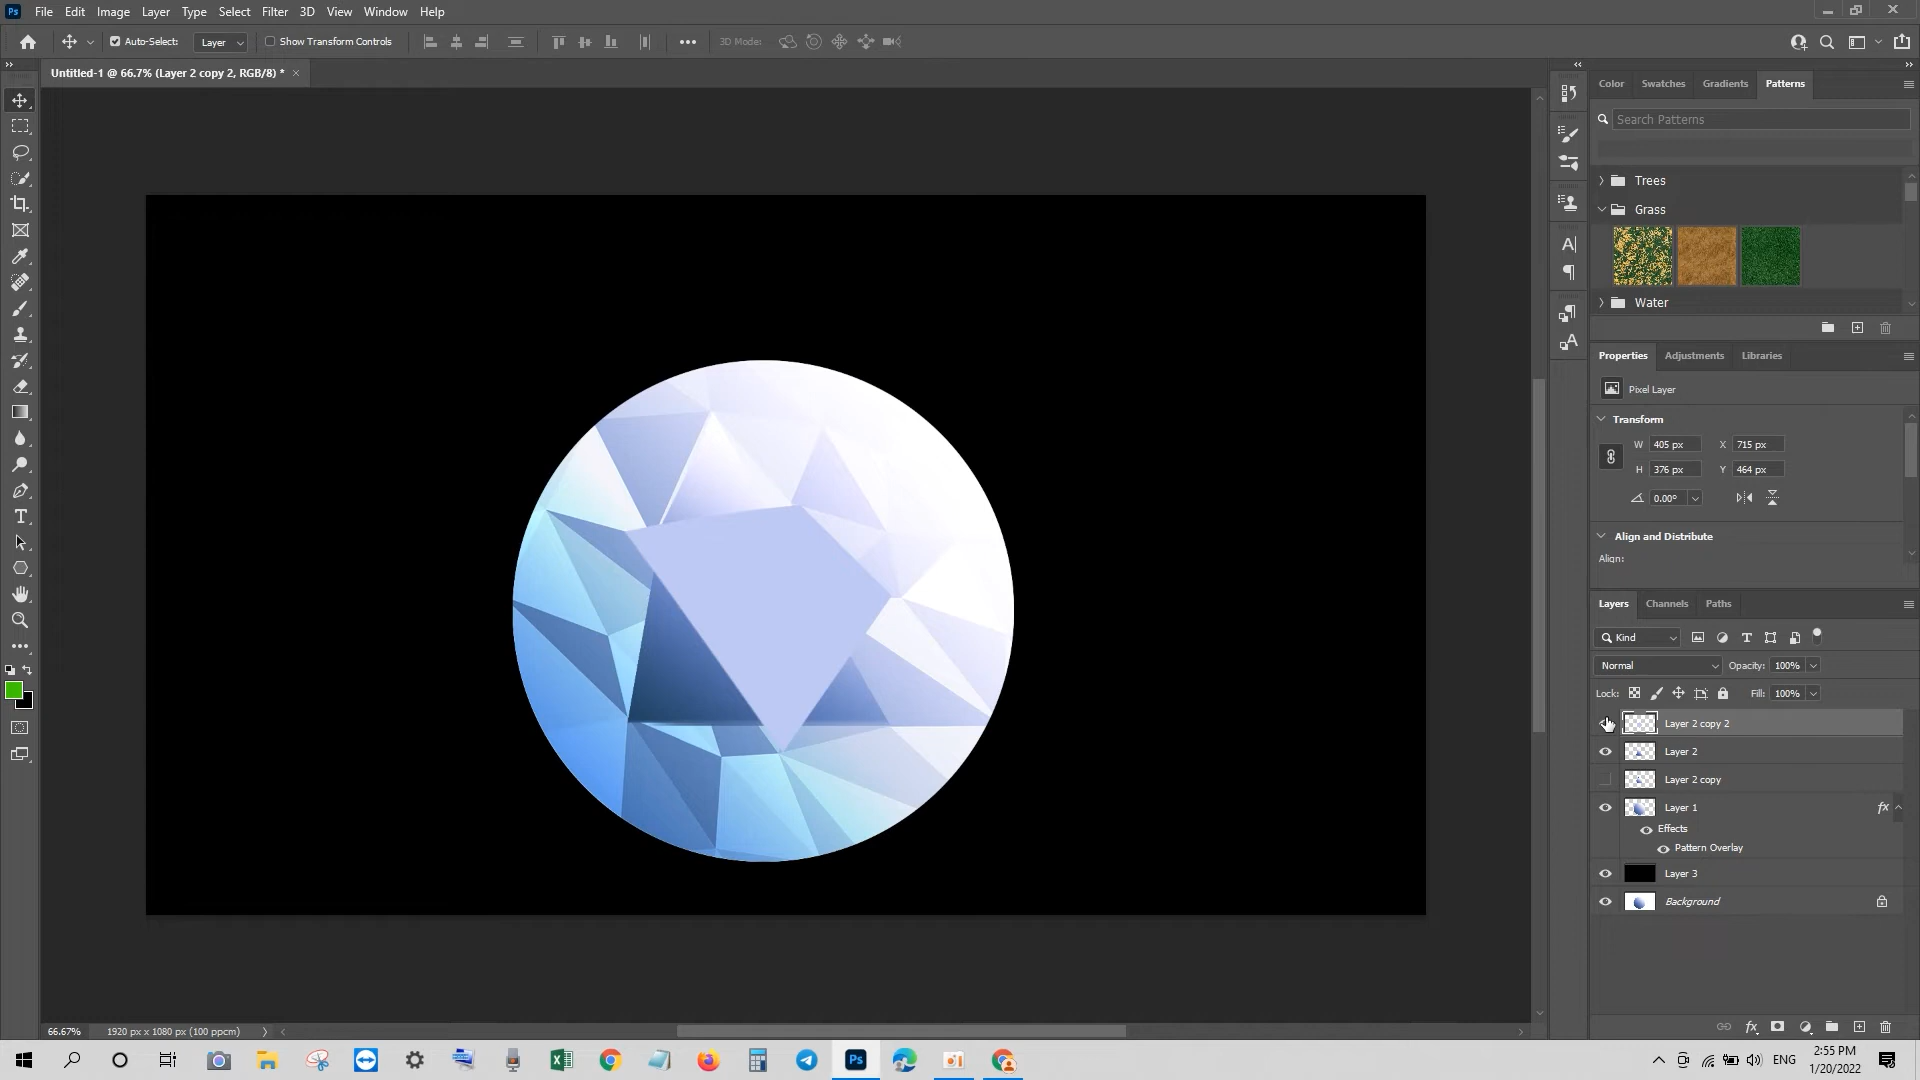 Ps File Edit Image Layer Type Select Filter 3D View Window Help
Auto-Select: Layer Show Transform Controls 3D Mode:
Untitled-1 @ 66.7% (Layer 2 copy 2, RGB/8) *
Color Swatches Gradients Patterns
Search Patterns
Trees
Grass
Water
Properties Adjustments Libraries
Pixel Layer
Transform
W 405 px X 715 px
H 376 px Y 464 px
0.00°
Align and Distribute
Align:
Layers Channels Paths
Kind
Normal Opacity: 100%
Lock: Fill: 100%
Layer 2 copy 2
Layer 2
Layer 2 copy
Layer 1 fx
Effects
Pattern Overlay
Layer 3
Background
66.67% 1920 px x 1080 px (100 ppcm)
Ps ENG 2:55 PM
1/20/2022